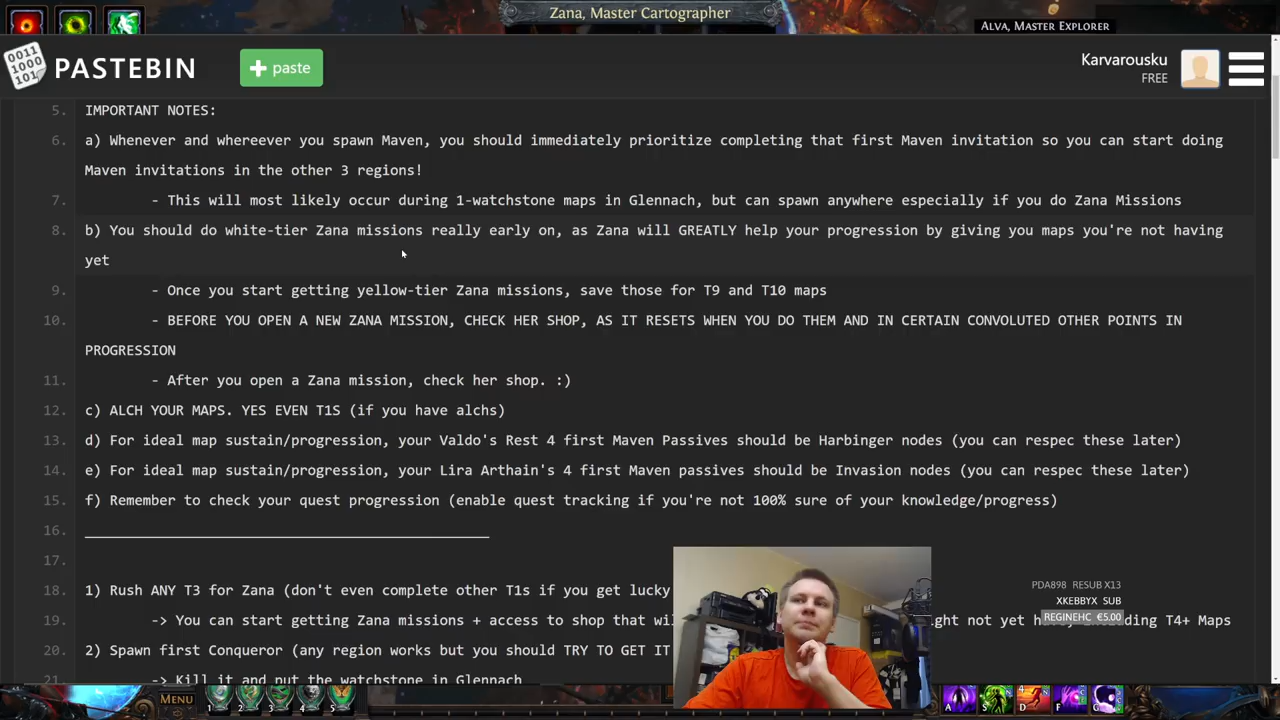 Zana, Master Cartographer
ALVA, MASTER EXPLORER
0011
1000
101
PASTEBIN
+ paste
Karvarousku
FREE
5. IMPORTANT NOTES:
6. a) Whenever and whereever you spawn Maven, you should immediately prioritize completing that first Maven invitation so you can start doing
Maven invitations in the other 3 regions!
7. - This will most likely occur during 1-watchstone maps in Glennach, but can spawn anywhere especially if you do Zana Missions
8. b) You should do white-tier Zana missions really early on, as Zana will GREATLY help your progression by giving you maps you're not having
yet
9. - Once you start getting yellow-tier Zana missions, save those for T9 and T10 maps
10. - BEFORE YOU OPEN A NEW ZANA MISSION, CHECK HER SHOP, AS IT RESETS WHEN YOU DO THEM AND IN CERTAIN CONVOLUTED OTHER POINTS IN
PROGRESSION
11. - After you open a Zana mission, check her shop. :)
12. c) ALCH YOUR MAPS. YES EVEN T1S (if you have alchs)
13. d) For ideal map sustain/progression, your Valdo's Rest 4 first Maven Passives should be Harbinger nodes (you can respec these later)
14. e) For ideal map sustain/progression, your Lira Arthain's 4 first Maven passives should be Invasion nodes (you can respec these later)
15. f) Remember to check your quest progression (enable quest tracking if you're not 100% sure of your knowledge/progress)
16.
17.
18. 1) Rush ANY T3 for Zana (don't even complete other T1s if you get lucky
19. -> You can start getting Zana missions + access to shop that
20. 2) Spawn first Conqueror (any region works but you should TRY TO GET IT
21. -> Kill it and put the watchstone in Glennach
T4+ Maps
PDA898 RESUB X13
XKEBBYX SUB
REGINEHC €5.00
MENU
1 2 3 4 5
A S D F C